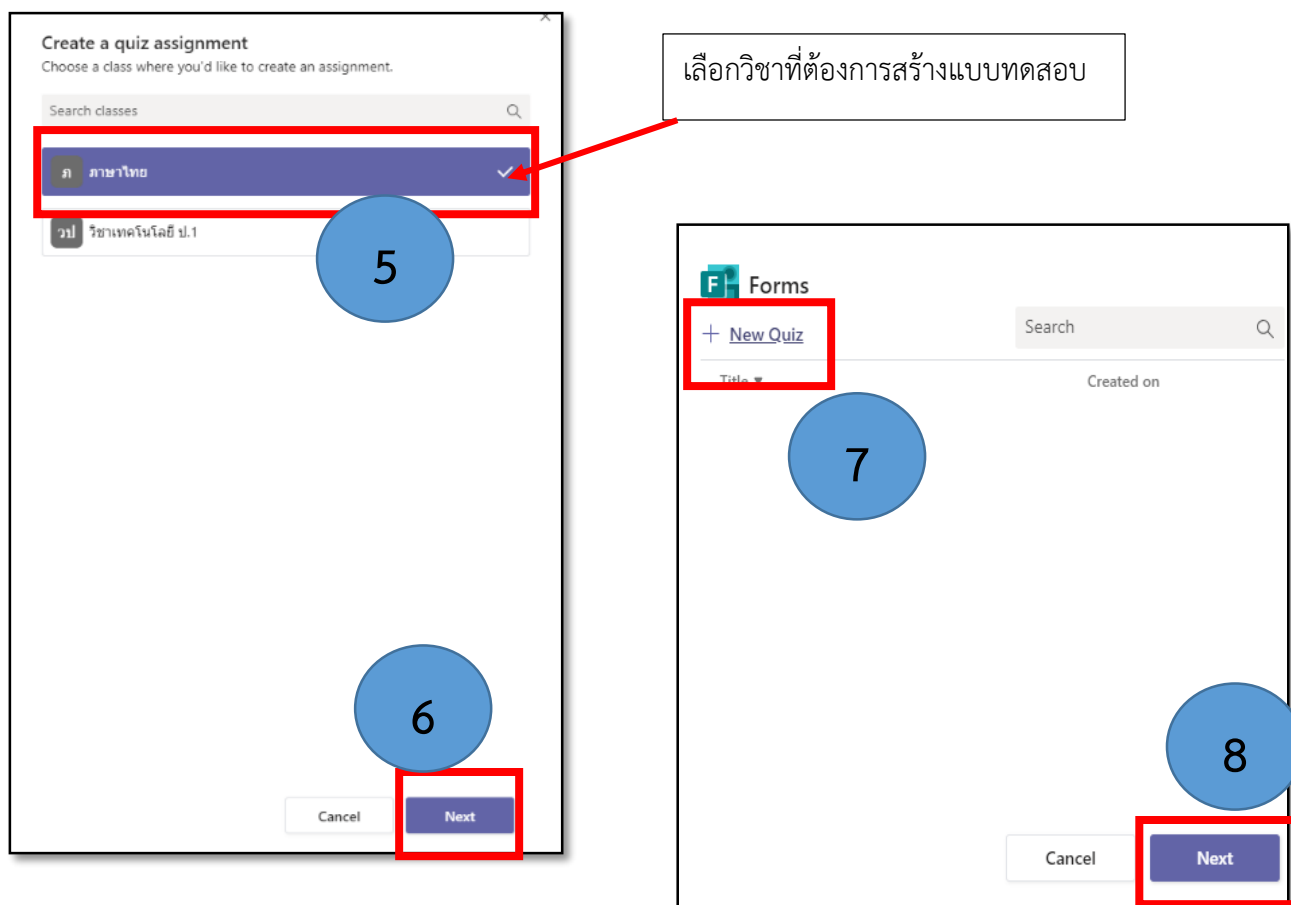 Create a quiz assignment
Choose a class where you'd like to create an assignment.
Search classes
ภ ภาษาไทย
วป วิชาเทคโนโลยี ป.1
5
6
Cancel Next
เลือกวิชาที่ต้องการสร้างแบบทดสอบ
F Forms
+ New Quiz Search
Title ▼ Created on
7
8
Cancel Next